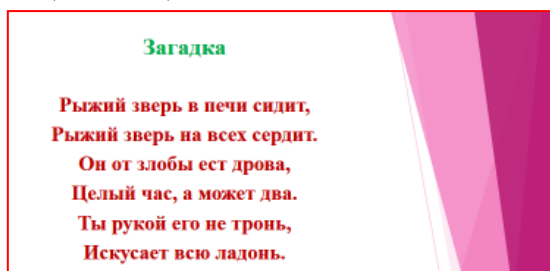 Загадка
Рыжий зверь в печи сидит,
Рыжий зверь на всех сердит.
Он от злобы ест дрова,
Целый час, а может два.
Ты рукой его не тронь,
Искусает всю ладонь.